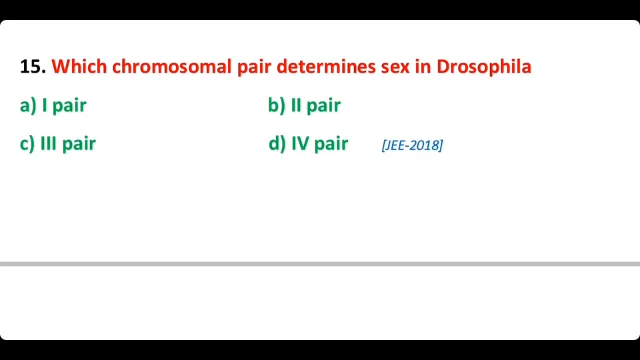 15. Which chromosomal pair determines sex in Drosophila
a) I pair b) II pair
c) III pair d) IV pair [JEE-2018]